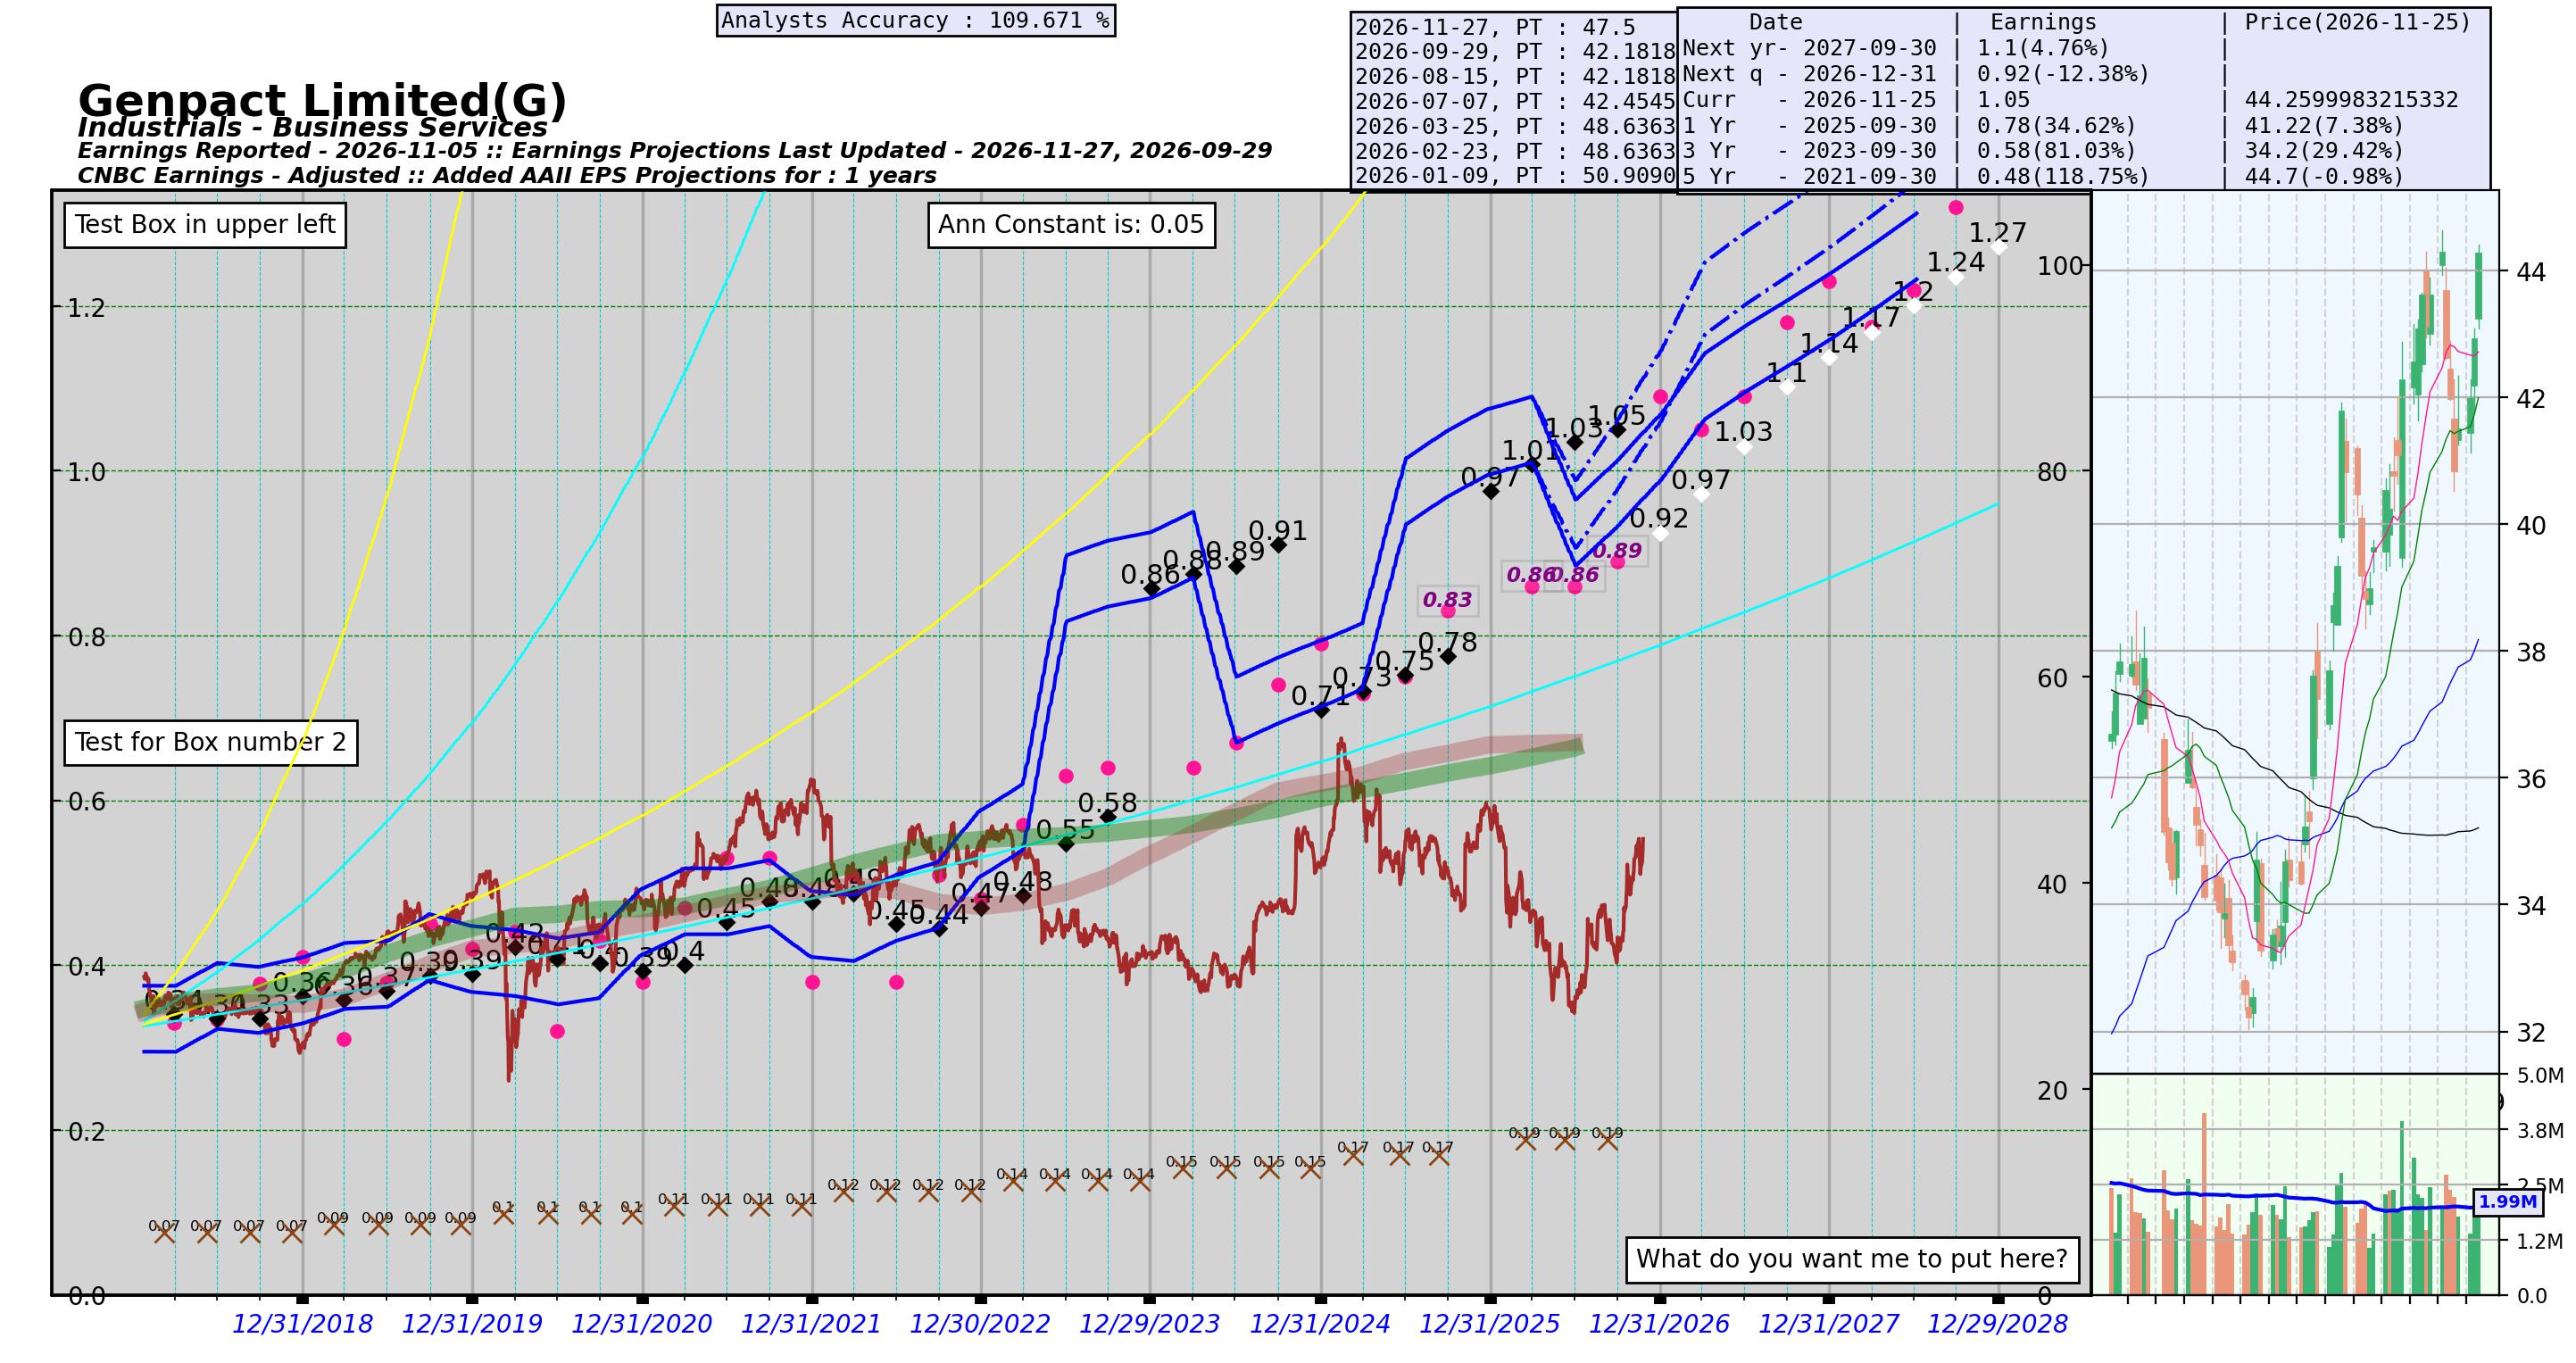 Analysts Accuracy : 109.671 %
Genpact Limited(G)
Industrials - Business Services
Earnings Reported - 2026-11-05 :: Earnings Projections Last Updated - 2026-11-27, 2026-09-29
CNBC Earnings - Adjusted :: Added AAII EPS Projections for : 1 years
2026-11-27, PT : 47.5
2026-09-29, PT : 42.1818
2026-08-15, PT : 42.1818
2026-07-07, PT : 42.4545
2026-03-25, PT : 48.6363
2026-02-23, PT : 48.6363
2026-01-09, PT : 50.9090
Date | Earnings | Price(2026-11-25)
Next yr- 2027-09-30 | 1.1(4.76%) |
Next q - 2026-12-31 | 0.92(-12.38%) |
Curr - 2026-11-25 | 1.05 | 44.2599983215332
1 Yr - 2025-09-30 | 0.78(34.62%) | 41.22(7.38%)
3 Yr - 2023-09-30 | 0.58(81.03%) | 34.2(29.42%)
5 Yr - 2021-09-30 | 0.48(118.75%) | 44.7(-0.98%)
Test Box in upper left
Ann Constant is: 0.05
Test for Box number 2
What do you want me to put here?
1.2
1.0
0.8
0.6
0.4
0.2
0.0
100
80
60
40
20
0
0.36
0.42
0.39
0.4
0.45
0.45
0.44
0.47
0.48
0.55
0.58
0.86
0.88
0.89
0.91
0.71
0.73
0.75
0.78
0.97
1.01
1.03
1.05
0.92
0.97
1.03
1.1
1.14
1.17
1.2
1.24
1.27
0.83
0.86
0.86
0.89
0.07 0.07 0.07 0.07
0.09 0.09 0.09 0.09
0.1 0.1 0.1 0.1
0.11 0.11 0.11 0.11
0.12 0.12 0.12 0.12
0.14 0.14 0.14 0.14
0.15 0.15 0.15 0.15
0.17 0.17 0.17
0.19 0.19 0.19
12/31/2018 12/31/2019 12/31/2020 12/31/2021 12/30/2022 12/29/2023 12/31/2024 12/31/2025 12/31/2026 12/31/2027 12/29/2028
44
42
40
38
36
34
32
5.0M
3.8M
1.99M
1.2M
0.0